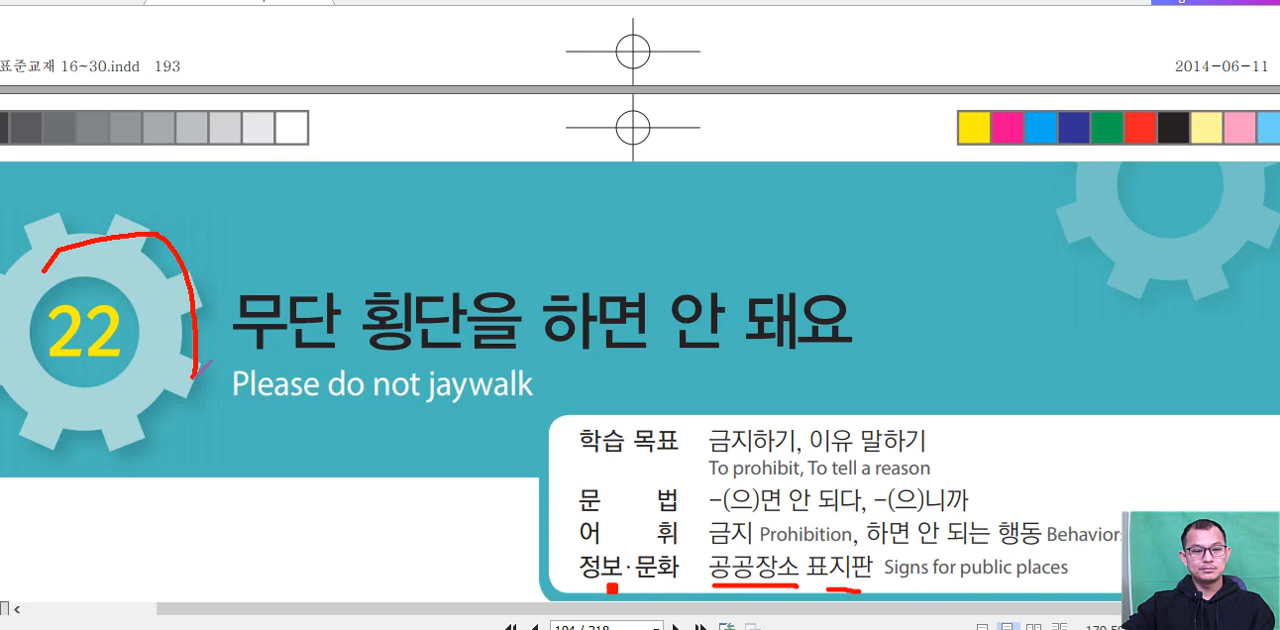 표준교재 16~30.indd 193
2014-06-11
22
무단 횡단을 하면 안 돼요
Please do not jaywalk
학습 목표 금지하기, 이유 말하기
To prohibit, To tell a reason
문 법 -(으)면 안 되다, -(으)니까
어 휘 금지 Prohibition, 하면 안 되는 행동 Behavior
정보·문화 공공장소 표지판 Signs for public places
194 / 318